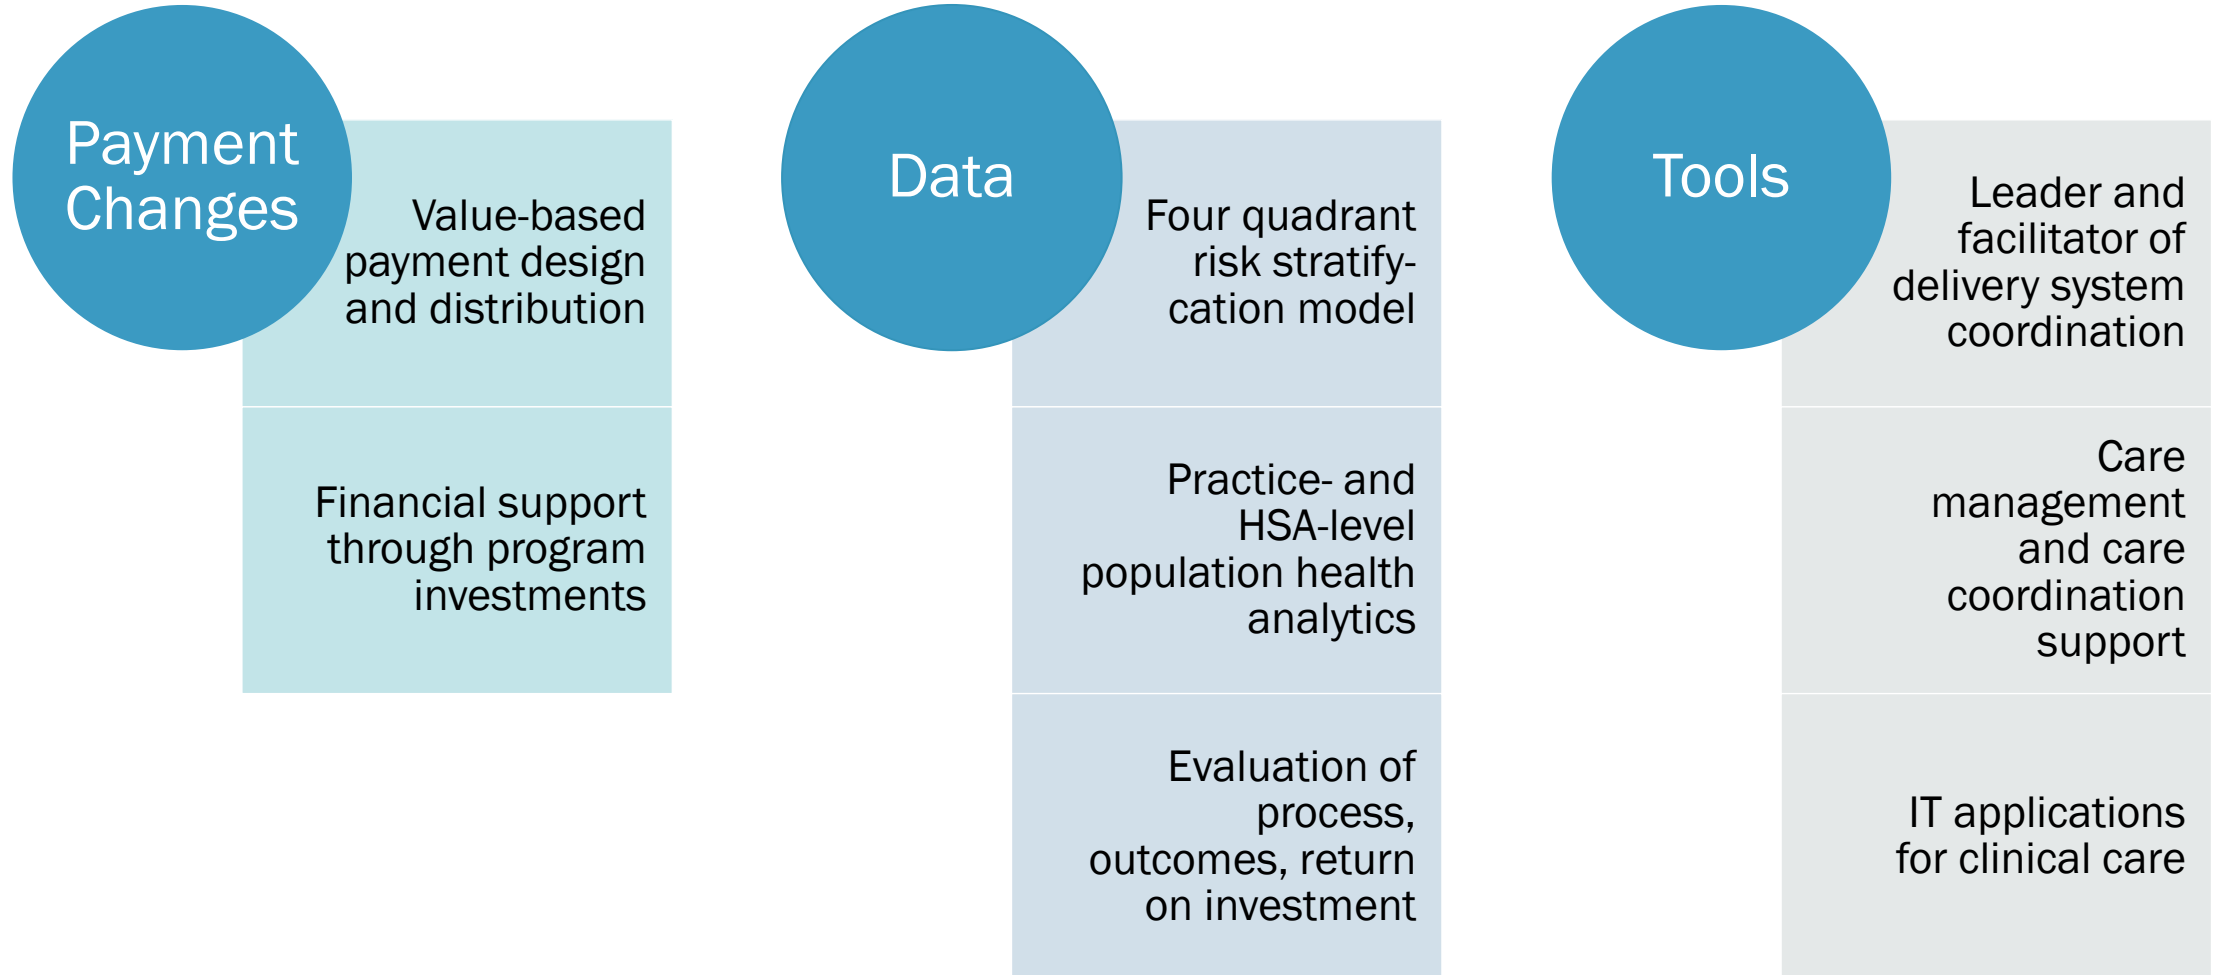 Payment
Changes
Value-based
payment design
and distribution
Financial support
through program
investments
Data
Four quadrant
risk stratify-
cation model
Practice- and
HSA-level
population health
analytics
Evaluation of
process,
outcomes, return
on investment
Tools
Leader and
facilitator of
delivery system
coordination
Care
management
and care
coordination
support
IT applications
for clinical care